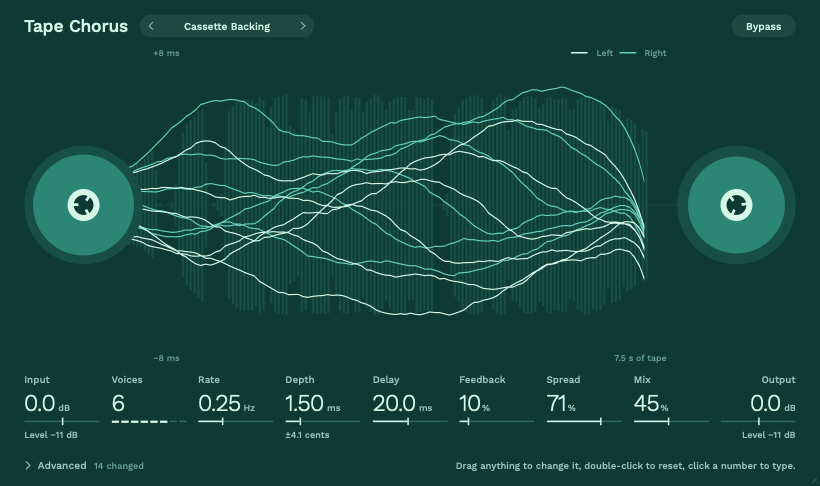 Tape Chorus
Cassette Backing
Bypass
+8 ms
Left
Right
−8 ms
7.5 s of tape
Input
Voices
Rate
Depth
Delay
Feedback
Spread
Mix
Output
0.0 dB
6
0.25 Hz
1.50 ms
20.0 ms
10 %
71 %
45 %
0.0 dB
Level −11 dB
±4.1 cents
Level −11 dB
Advanced
14 changed
Drag anything to change it, double-click to reset, click a number to type.